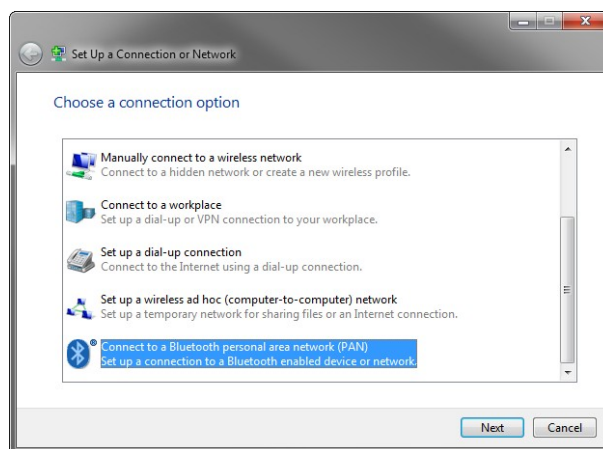 Set Up a Connection or Network
Choose a connection option
Manually connect to a wireless network
Connect to a hidden network or create a new wireless profile.
Connect to a workplace
Set up a dial-up or VPN connection to your workplace.
Set up a dial-up connection
Connect to the Internet using a dial-up connection.
Set up a wireless ad hoc (computer-to-computer) network
Set up a temporary network for sharing files or an Internet connection.
Connect to a Bluetooth personal area network (PAN)
Set up a connection to a Bluetooth enabled device or network.
Next Cancel